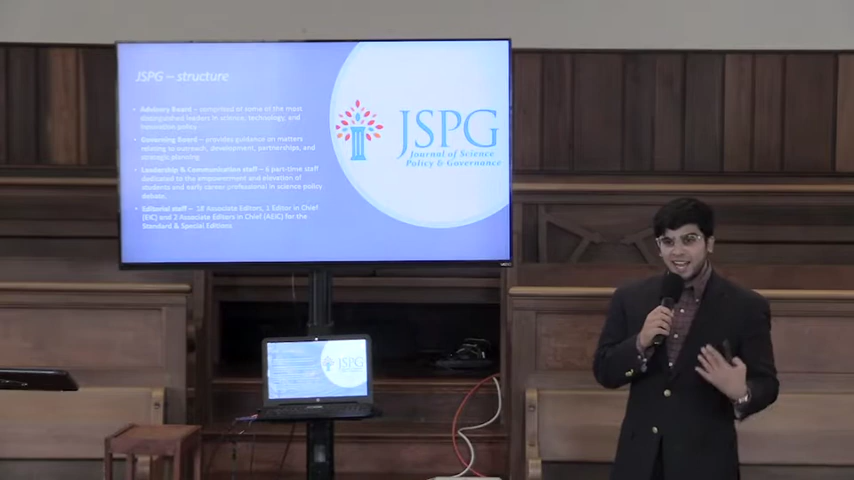 JSPG – structure
• Advisory Board – comprised of some of the most
distinguished leaders in science, technology, and
innovation policy.
• Governing Board – provides guidance on matters
relating to outreach, development, partnerships, and
strategic planning.
• Leadership & Communication staff – 6 part-time staff
dedicated to the empowerment and elevation of
students and early career professional in science policy
debate.
• Editorial staff – 18 Associate Editors, 1 Editor in Chief
(EIC) and 2 Associate Editors in Chief (AEIC) for the
Standard & Special Editions
JSPG
Journal of Science
Policy & Governance
JSPG